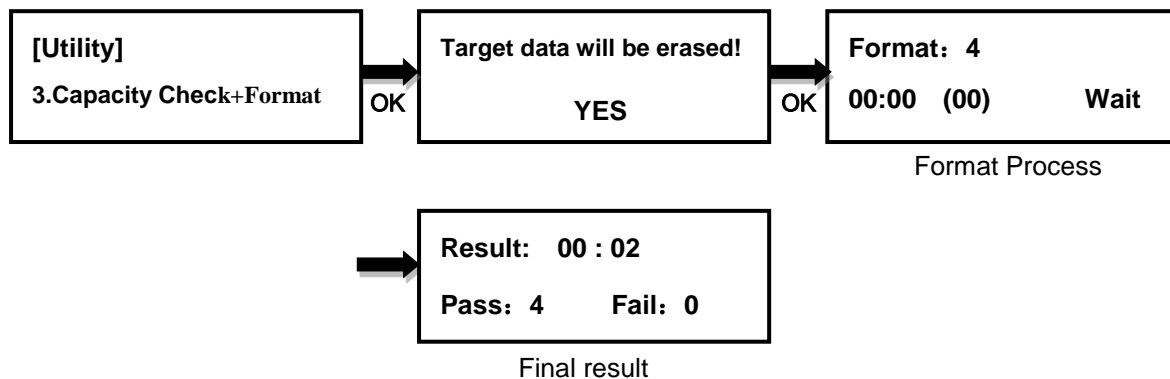 [Utility]
3.Capacity Check+Format
OK
Target data will be erased!
YES
OK
Format：4
00:00 (00) Wait
Format Process
Result: 00 : 02
Pass：4 Fail：0
Final result